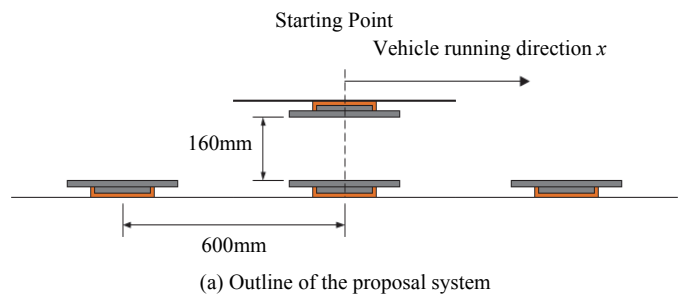 Starting Point
Vehicle running direction x
160mm
600mm
(a) Outline of the proposal system